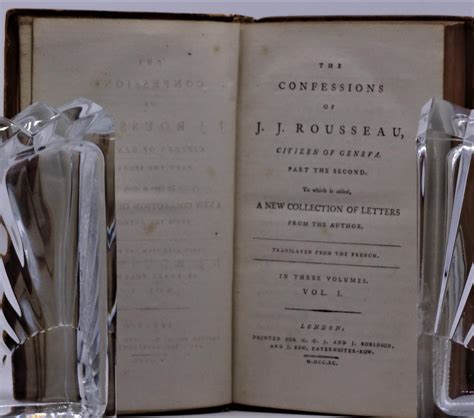 THE
CONFESSIONS
OF
J. J. ROUSSEAU,
CITIZEN OF GENEVA.
PART THE SECOND.
To which is added,
A NEW COLLECTION OF LETTERS
FROM THE AUTHOR.
TRANSLATED FROM THE FRENCH.
IN THREE VOLUMES.
VOL. I.
LONDON,
PRINTED FOR G. G. J. AND J. ROBINSON,
AND J. SEW, PATERNOSTER-ROW,
M.DCC.XC.